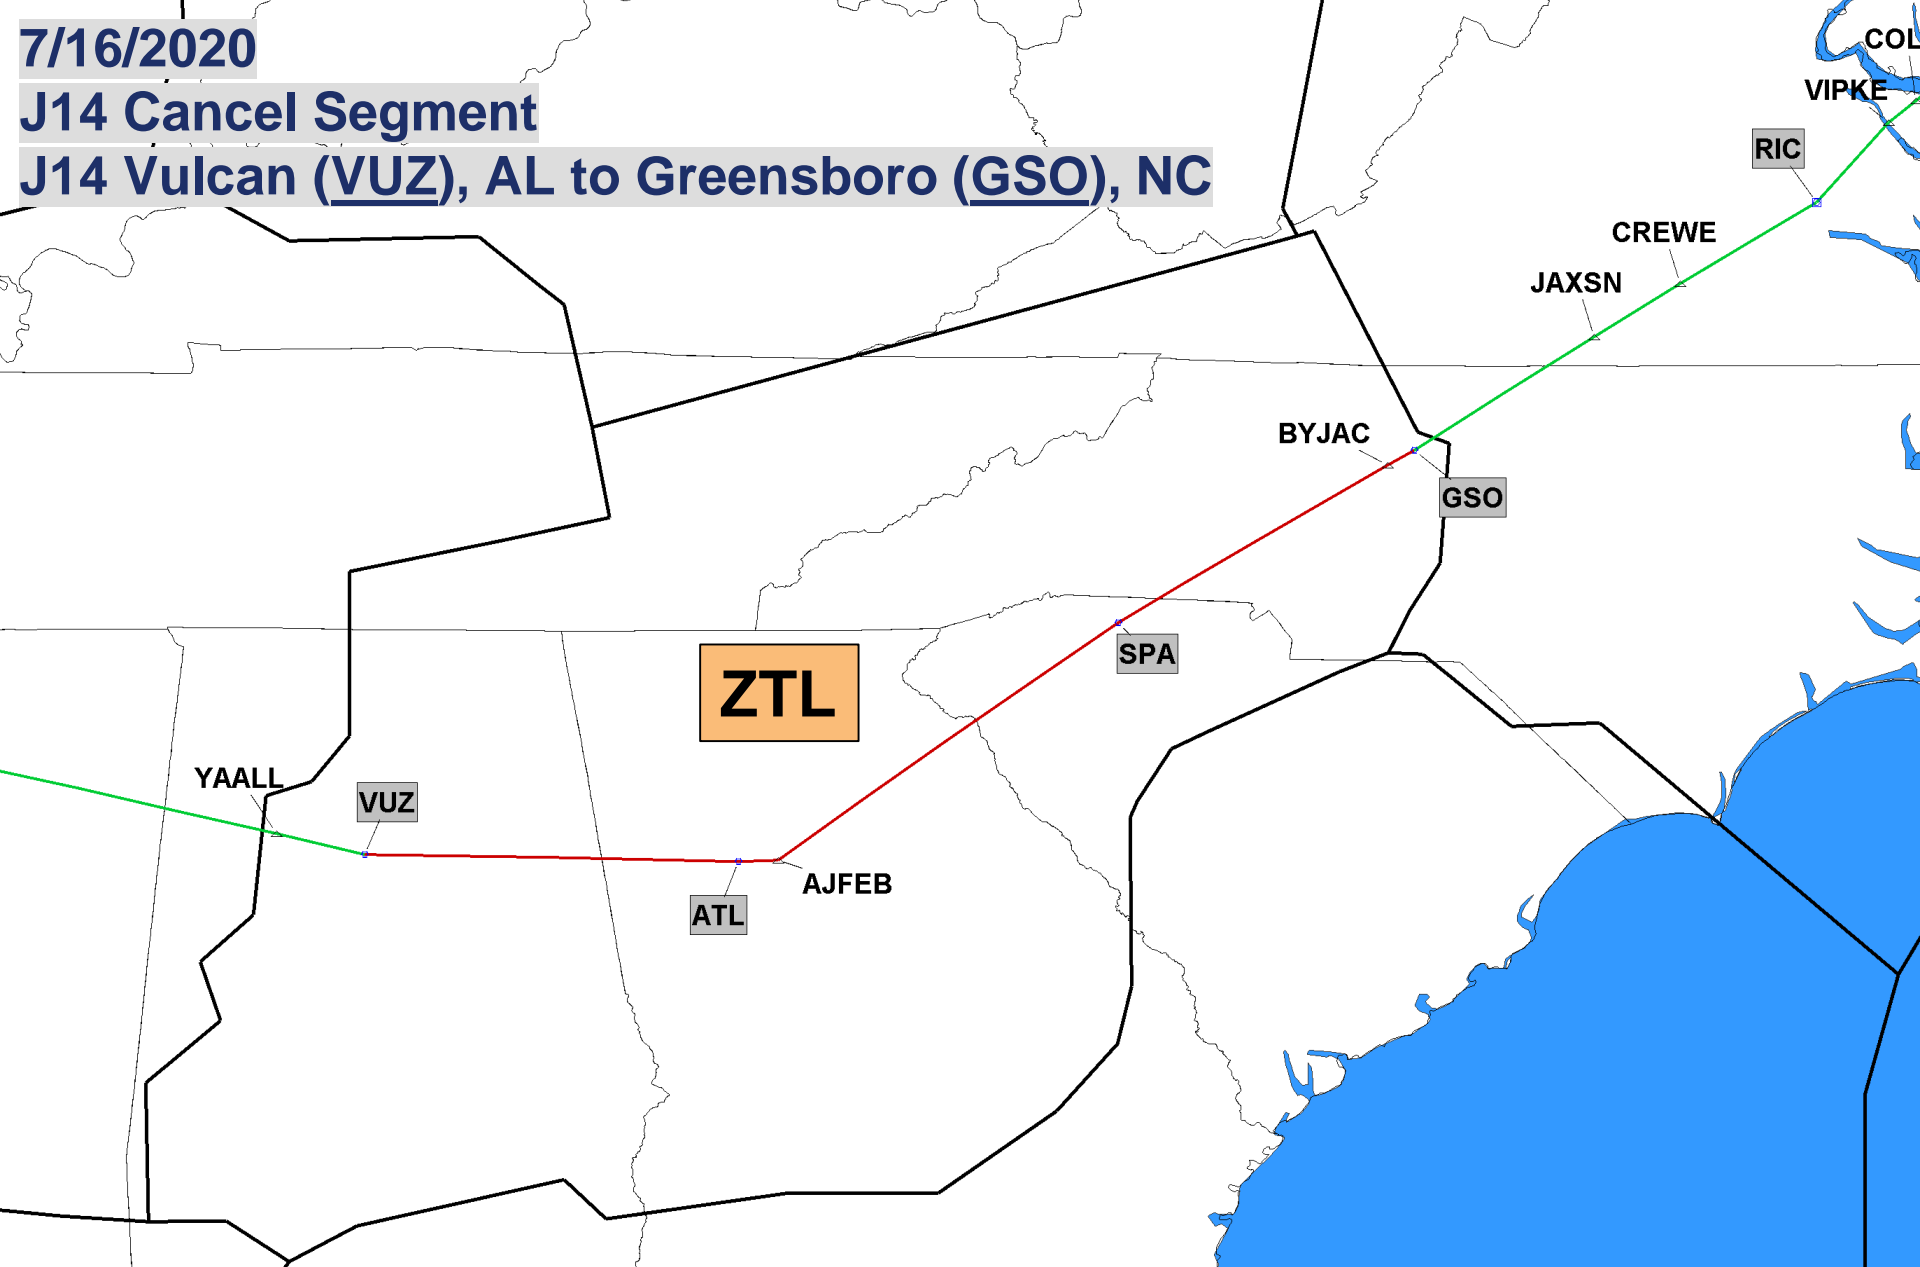 7/16/2020
J14 Cancel Segment
J14 Vulcan (VUZ), AL to Greensboro (GSO), NC
COL
VIPKE
RIC
CREWE
JAXSN
BYJAC
GSO
SPA
ZTL
YAALL
VUZ
AJFEB
ATL